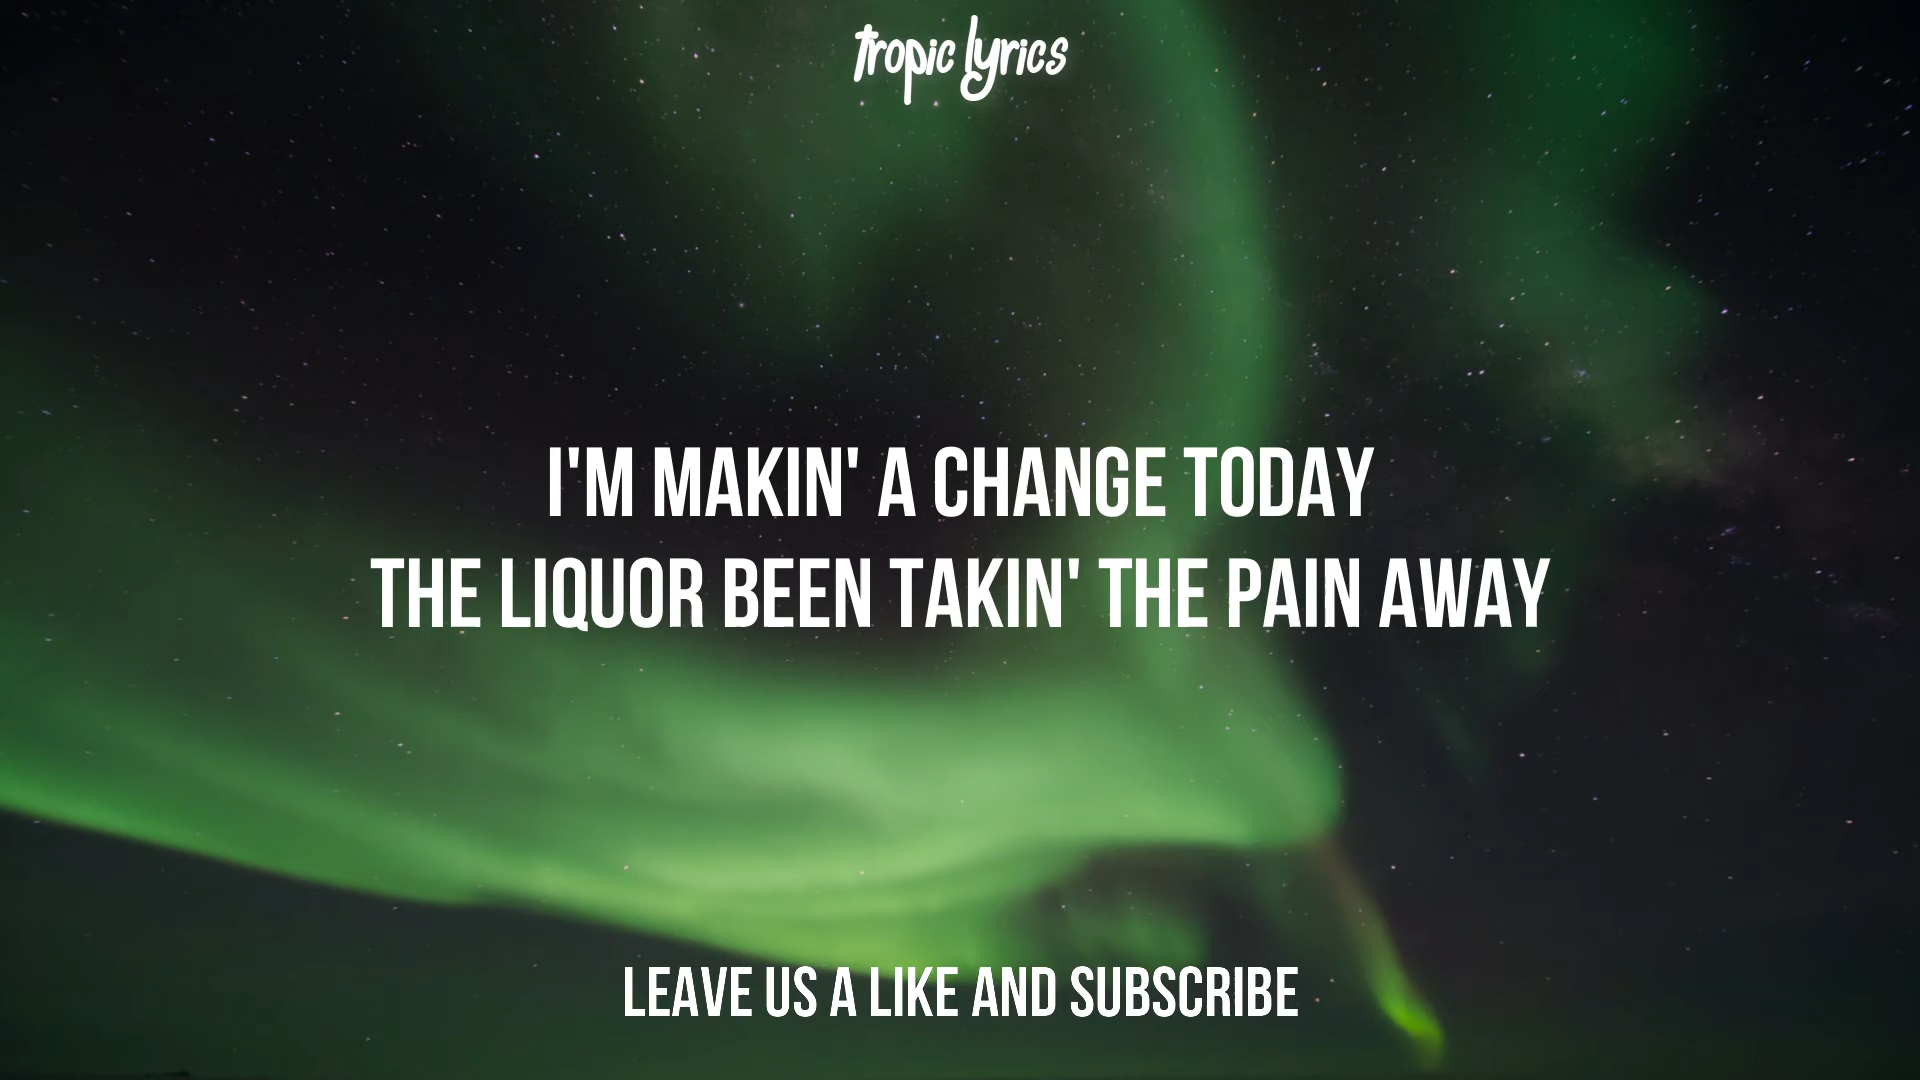 Tropic Lyrics
I'M MAKIN' A CHANGE TODAY
THE LIQUOR BEEN TAKIN' THE PAIN AWAY
LEAVE US A LIKE AND SUBSCRIBE